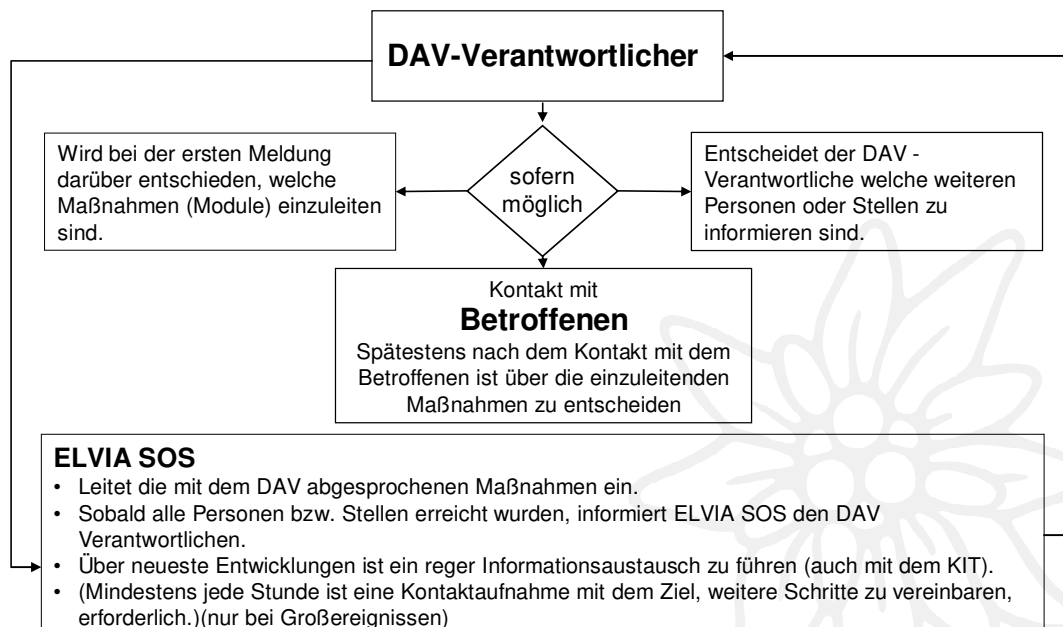 DAV-Verantwortlicher
Wird bei der ersten Meldung
darüber entschieden, welche
Maßnahmen (Module) einzuleiten
sind.
sofern
möglich
Entscheidet der DAV -
Verantwortliche welche weiteren
Personen oder Stellen zu
informieren sind.
Kontakt mit
Betroffenen
Spätestens nach dem Kontakt mit dem
Betroffenen ist über die einzuleitenden
Maßnahmen zu entscheiden
ELVIA SOS
• Leitet die mit dem DAV abgesprochenen Maßnahmen ein.
• Sobald alle Personen bzw. Stellen erreicht wurden, informiert ELVIA SOS den DAV
Verantwortlichen.
• Über neueste Entwicklungen ist ein reger Informationsaustausch zu führen (auch mit dem KIT).
• (Mindestens jede Stunde ist eine Kontaktaufnahme mit dem Ziel, weitere Schritte zu vereinbaren,
erforderlich.)(nur bei Großereignissen)